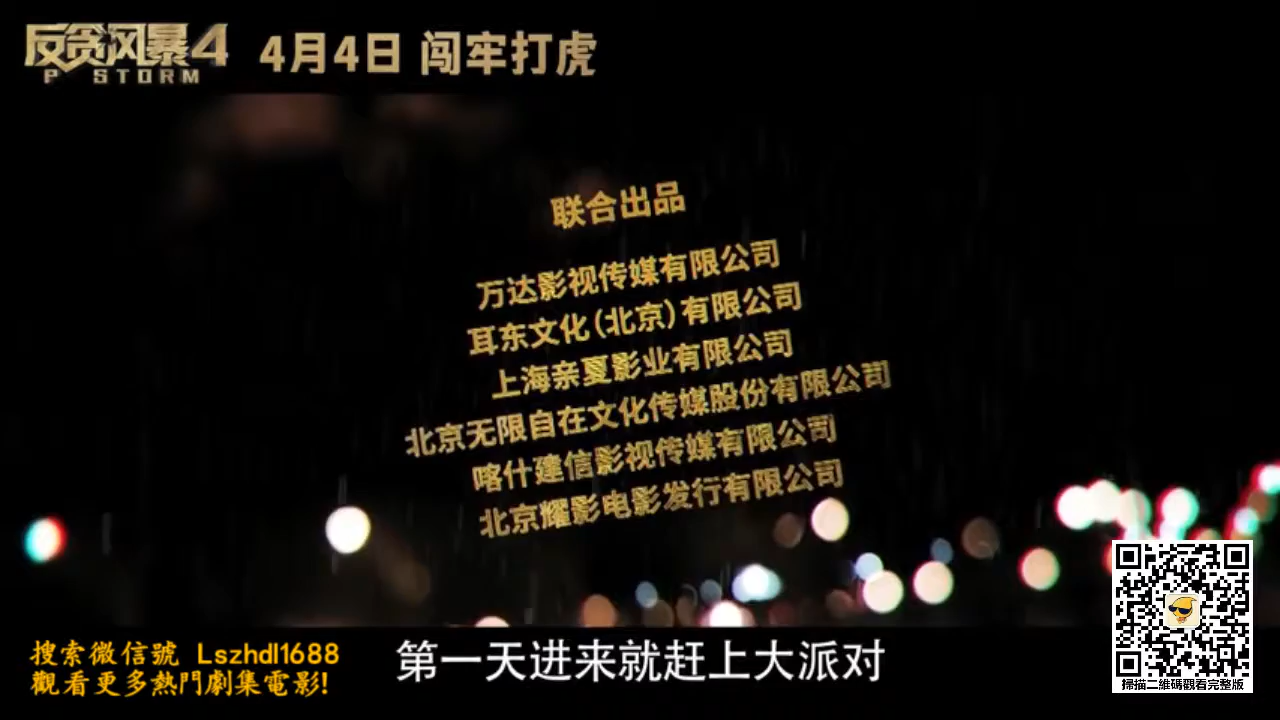 反贪风暴4
P STORM
4月4日 闯牢打虎
联合出品
万达影视传媒有限公司
耳东文化(北京)有限公司
上海亲夏影业有限公司
北京无限自在文化传媒股份有限公司
喀什建信影视传媒有限公司
北京耀影电影发行有限公司
搜索微信號 Lszhdl1688
觀看更多熱門劇集電影!
第一天进来就赶上大派对
掃描二維碼觀看完整版